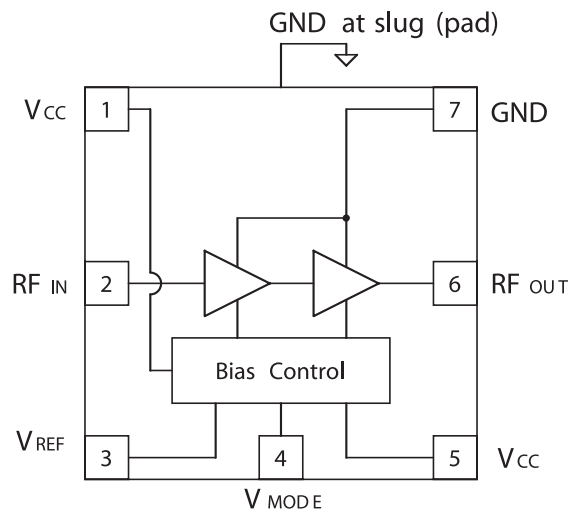 GND at slug (pad)
VCC 1 7 GND
RF IN 2 6 RF OUT
Bias Control
VREF 3 4 5 VCC
V MODE